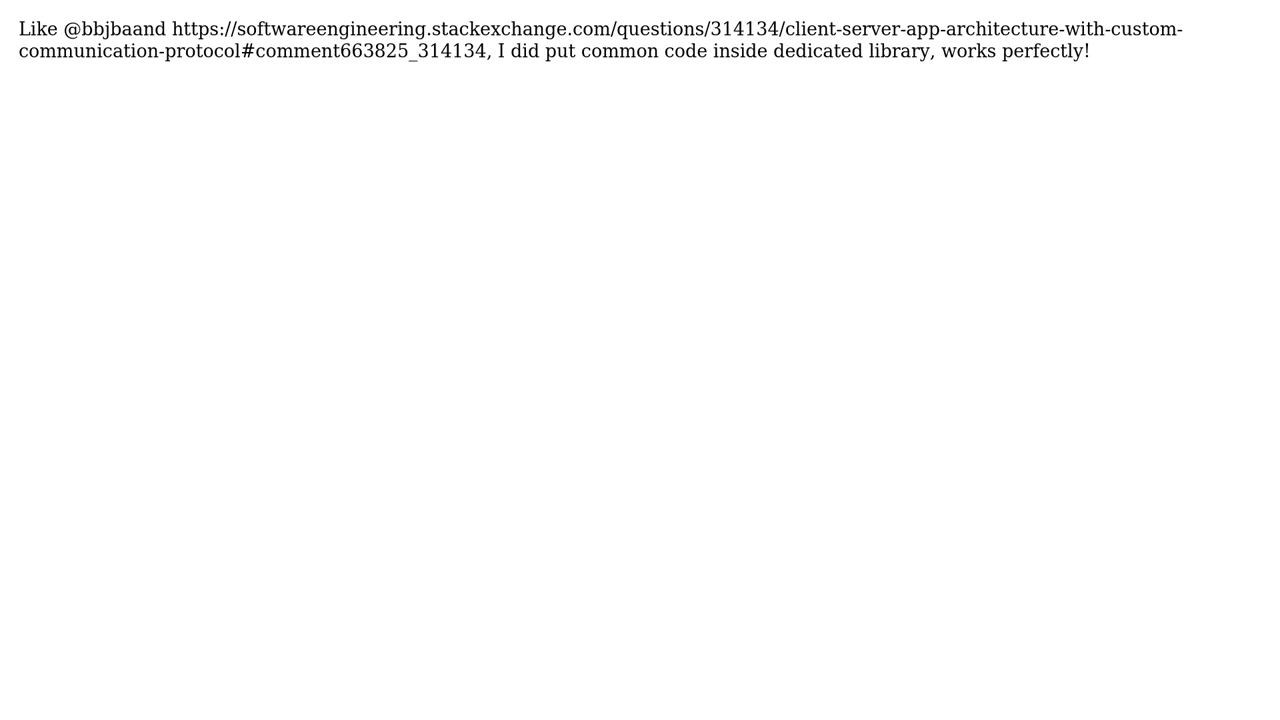 Like @bbjbaand https://softwareengineering.stackexchange.com/questions/314134/client-server-app-architecture-with-custom-
communication-protocol#comment663825_314134, I did put common code inside dedicated library, works perfectly!